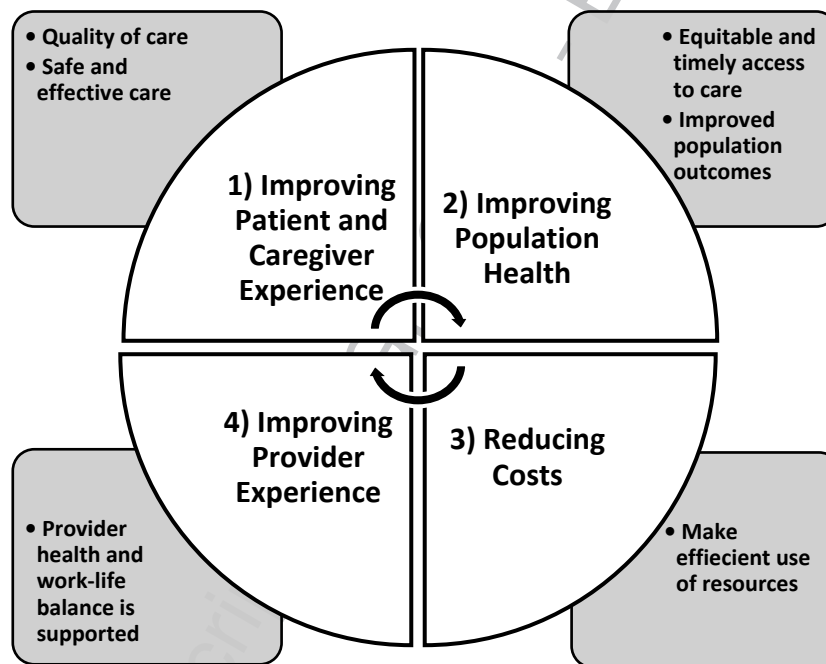 • Quality of care
• Safe and
effective care
• Equitable and
timely access
to care
• Improved
population
outcomes
1) Improving
Patient and
Caregiver
Experience
2) Improving
Population
Health
4) Improving
Provider
Experience
3) Reducing
Costs
• Provider
health and
work-life
balance is
supported
• Make
effiecient use
of resources